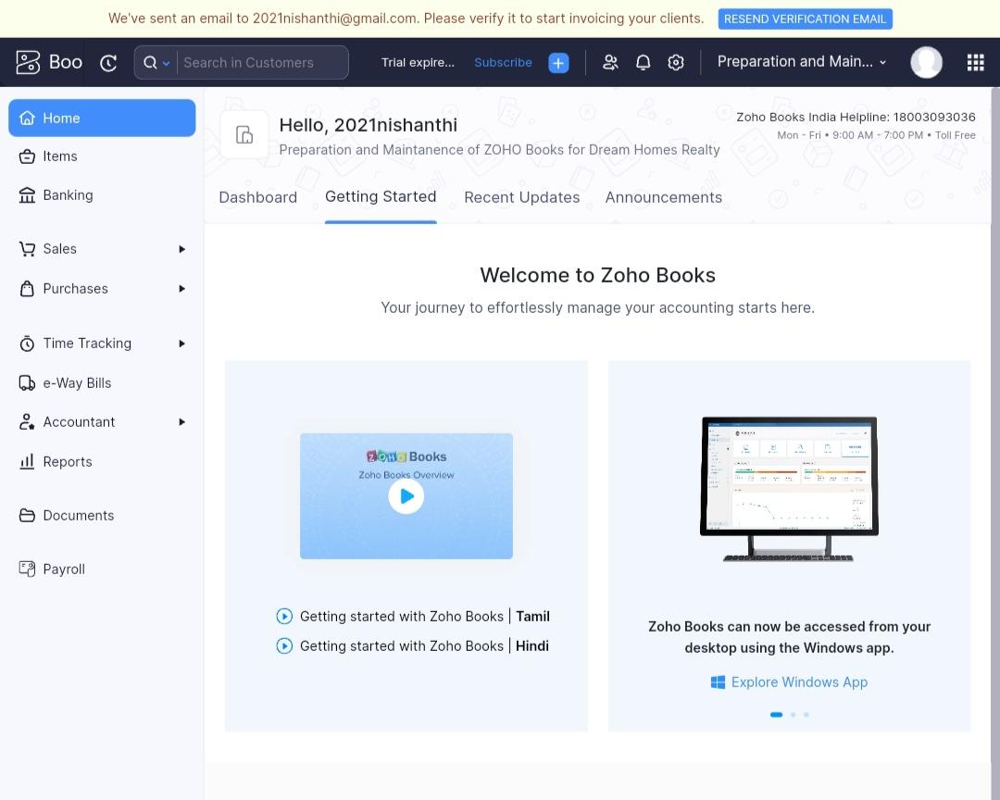 We've sent an email to 2021nishanthi@gmail.com. Please verify it to start invoicing your clients.
RESEND VERIFICATION EMAIL
Boo
Search in Customers
Trial expire...
Subscribe
Preparation and Main...
Home
Items
Banking
Sales
Purchases
Time Tracking
e-Way Bills
Accountant
Reports
Documents
Payroll
Hello, 2021nishanthi
Preparation and Maintanence of ZOHO Books for Dream Homes Realty
Zoho Books India Helpline: 18003093036
Mon - Fri • 9:00 AM - 7:00 PM • Toll Free
Dashboard
Getting Started
Recent Updates
Announcements
Welcome to Zoho Books
Your journey to effortlessly manage your accounting starts here.
ZOHO Books
Zoho Books Overview
Getting started with Zoho Books | Tamil
Getting started with Zoho Books | Hindi
Zoho Books can now be accessed from your
desktop using the Windows app.
Explore Windows App